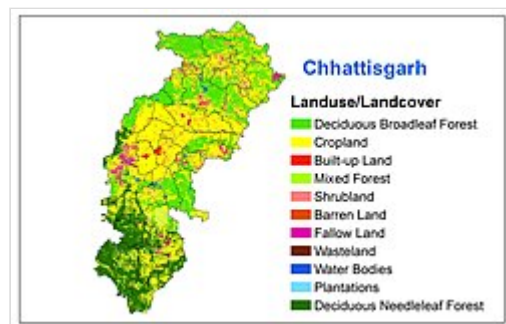 Chhattisgarh
Landuse/Landcover
Deciduous Broadleaf Forest
Cropland
Built-up Land
Mixed Forest
Shrubland
Barren Land
Fallow Land
Wasteland
Water Bodies
Plantations
Deciduous Needleleaf Forest